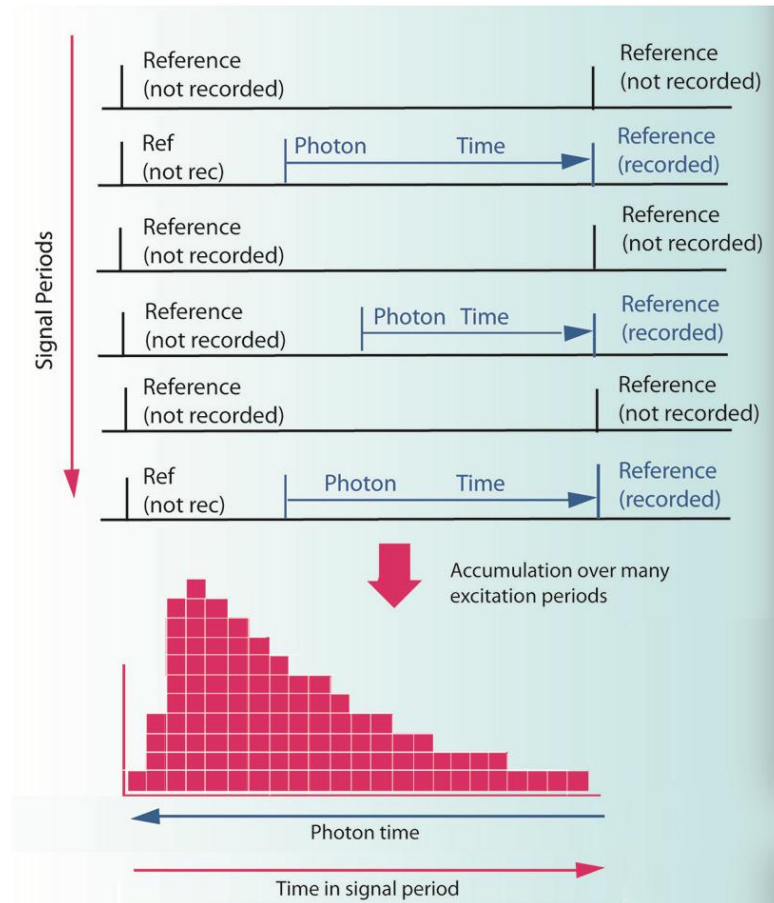 Signal Periods
Reference
(not recorded)
Reference
(not recorded)
Ref
(not rec)
Photon Time
Reference
(recorded)
Reference
(not recorded)
Reference
(not recorded)
Reference
(not recorded)
Photon Time
Reference
(recorded)
Reference
(not recorded)
Reference
(not recorded)
Ref
(not rec)
Photon Time
Reference
(recorded)
Accumulation over many
excitation periods
Photon time
Time in signal period